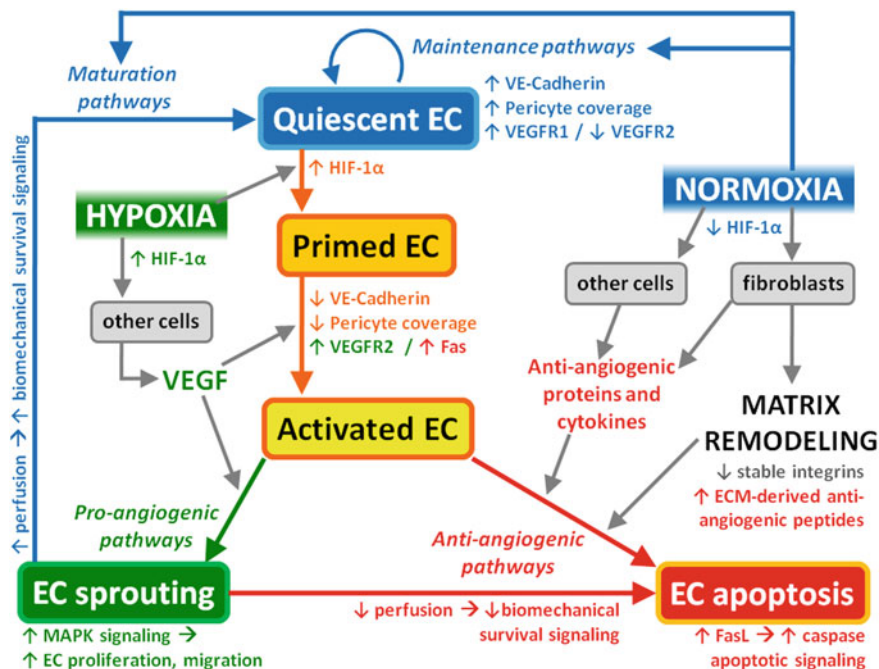 Maturation
pathways
Maintenance pathways
Quiescent EC
↑ VE-Cadherin
↑ Pericyte coverage
↑ VEGFR1 / ↓ VEGFR2
↑ HIF-1α
HYPOXIA
↑ HIF-1α
other cells
VEGF
Primed EC
↓ VE-Cadherin
↓ Pericyte coverage
↑ VEGFR2 / ↑ Fas
Activated EC
NORMOXIA
↓ HIF-1α
other cells
fibroblasts
Anti-angiogenic
proteins and
cytokines
MATRIX
REMODELING
↓ stable integrins
↑ ECM-derived anti-
angiogenic peptides
↑ perfusion → ↑ biomechanical survival signaling
Pro-angiogenic
pathways
Anti-angiogenic
pathways
EC sprouting
↑ MAPK signaling →
↑ EC proliferation, migration
↓ perfusion → ↓biomechanical
survival signaling
EC apoptosis
↑ FasL → ↑ caspase
apoptotic signaling